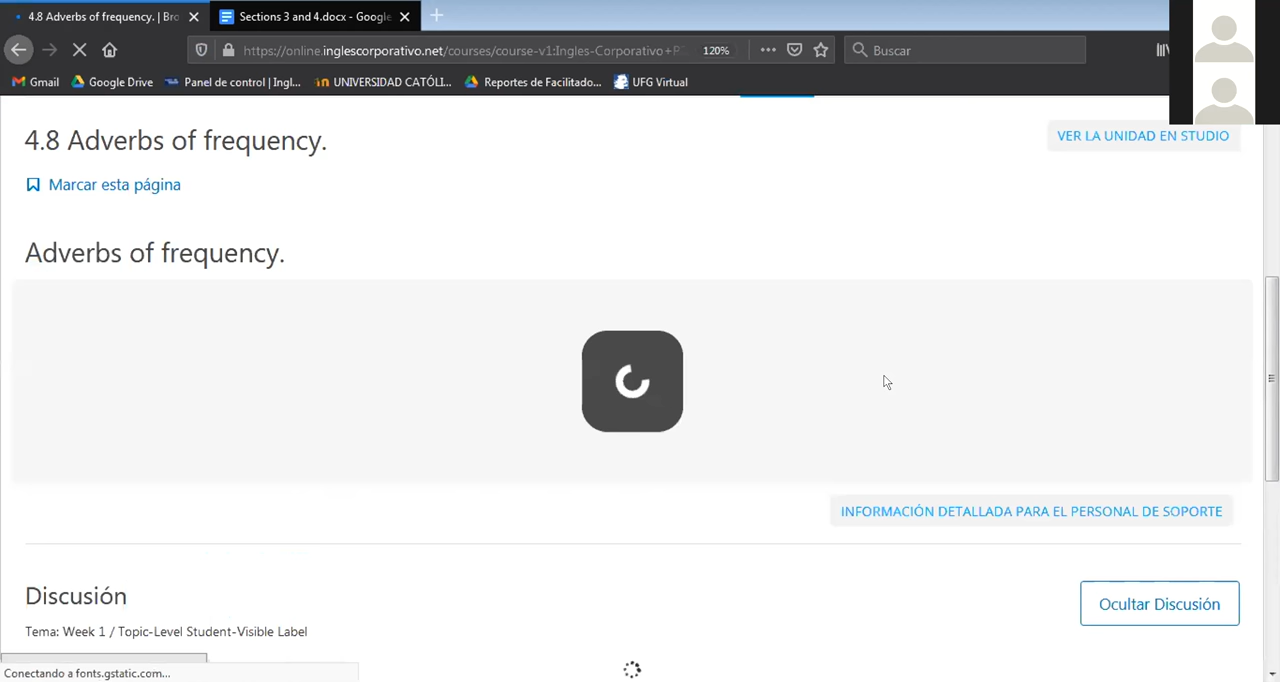 4.8 Adverbs of frequency. | Bro
Sections 3 and 4.docx - Google
https://online.inglescorporativo.net/courses/course-v1:Ingles-Corporativo+P
120%
Buscar
Gmail
Google Drive
Panel de control | Ingl...
UNIVERSIDAD CATÓLI...
Reportes de Facilitado...
UFG Virtual
4.8 Adverbs of frequency.
VER LA UNIDAD EN STUDIO
Marcar esta página
Adverbs of frequency.
INFORMACIÓN DETALLADA PARA EL PERSONAL DE SOPORTE
Discusión
Ocultar Discusión
Tema: Week 1 / Topic-Level Student-Visible Label
Conectando a fonts.gstatic.com...